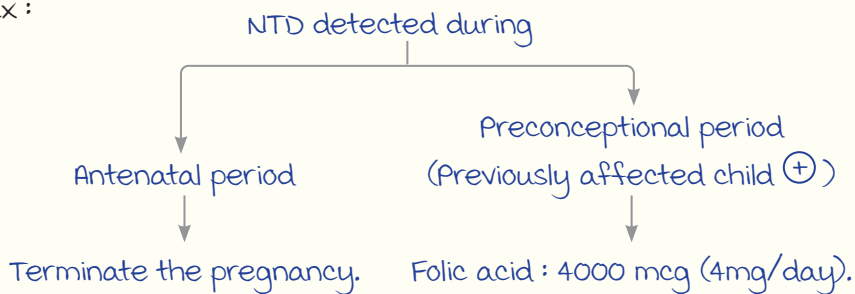 x :
NTD detected during
Preconceptional period
Antenatal period
(Previously affected child +)
Terminate the pregnancy.
Folic acid : 4000 mcg (4mg/day).